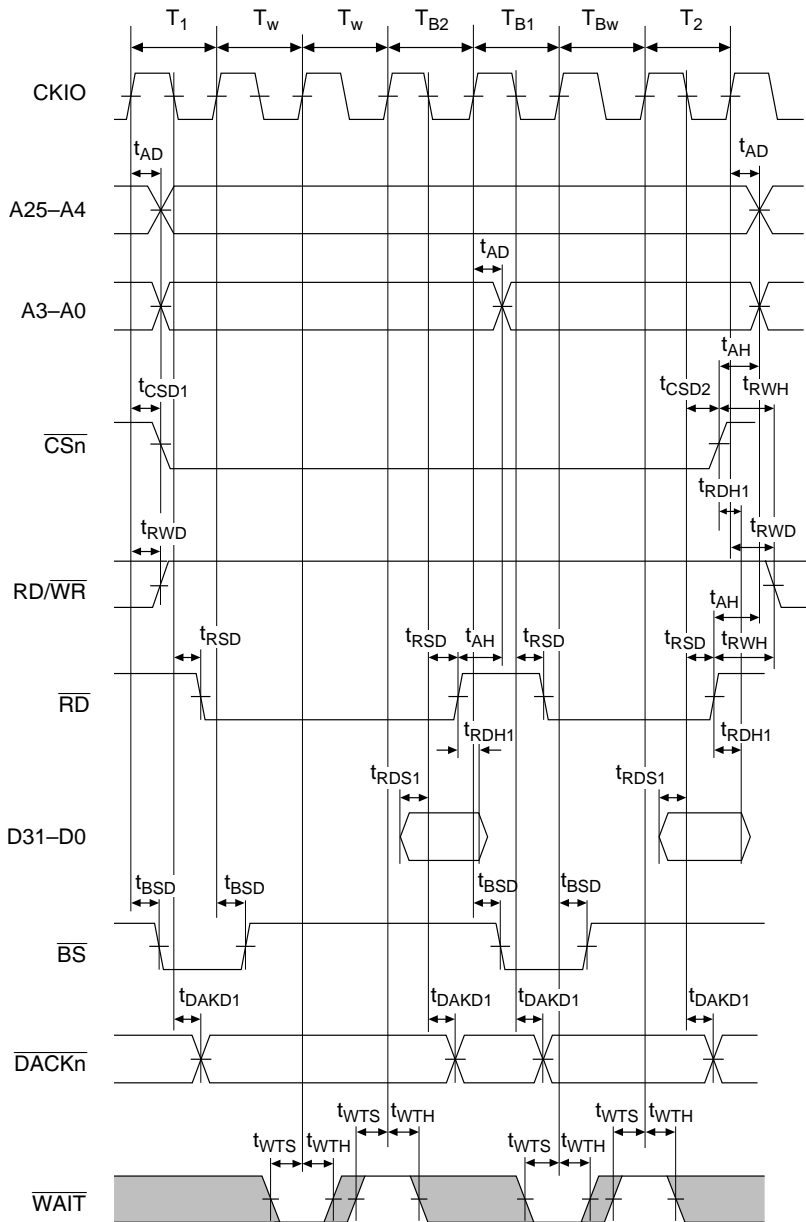 T1 Tw Tw TB2 TB1 TBw T2
CKIO
tAD tAD
A25–A4
tAD
A3–A0
tAH
tCSD1 tCSD2 tRWH
CSn
tRDH1
tRWD tRWD
RD/WR
tAH
tRSD tRSD tAH tRSD tRSD tRWH
RD
tRDH1 tRDH1
tRDS1 tRDS1
D31–D0
tBSD tBSD tBSD tBSD
BS
tDAKD1 tDAKD1 tDAKD1 tDAKD1
DACKn
tWTS tWTH tWTS tWTH
tWTS tWTH tWTS tWTH
WAIT